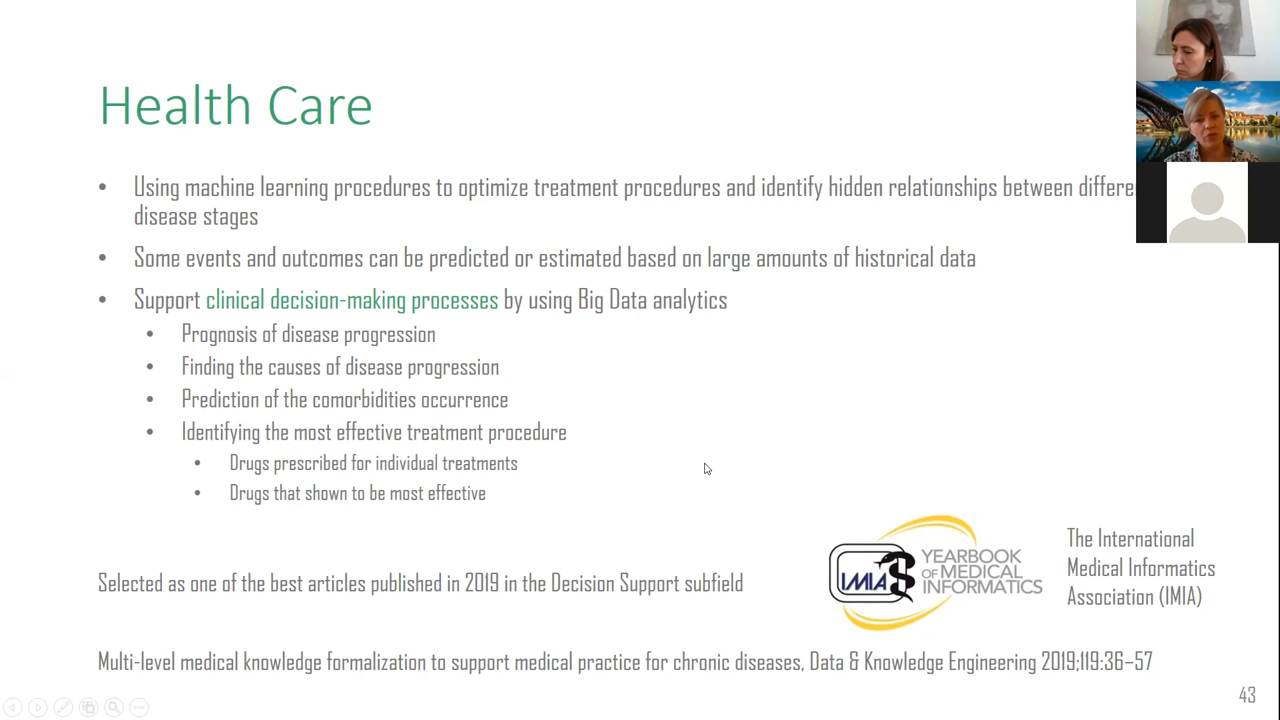 Health Care
• Using machine learning procedures to optimize treatment procedures and identify hidden relationships between
disease stages
• Some events and outcomes can be predicted or estimated based on large amounts of historical data
• Support clinical decision-making processes by using Big Data analytics
• Prognosis of disease progression
• Finding the causes of disease progression
• Prediction of the comorbidities occurrence
• Identifying the most effective treatment procedure
• Drugs prescribed for individual treatments
• Drugs that shown to be most effective
Selected as one of the best articles published in 2019 in the Decision Support subfield
IMIA
YEARBOOK
OF MEDICAL
INFORMATICS
The International
Medical Informatics
Association (IMIA)
Multi-level medical knowledge formalization to support medical practice for chronic diseases, Data & Knowledge Engineering 2019;119:36–57
43